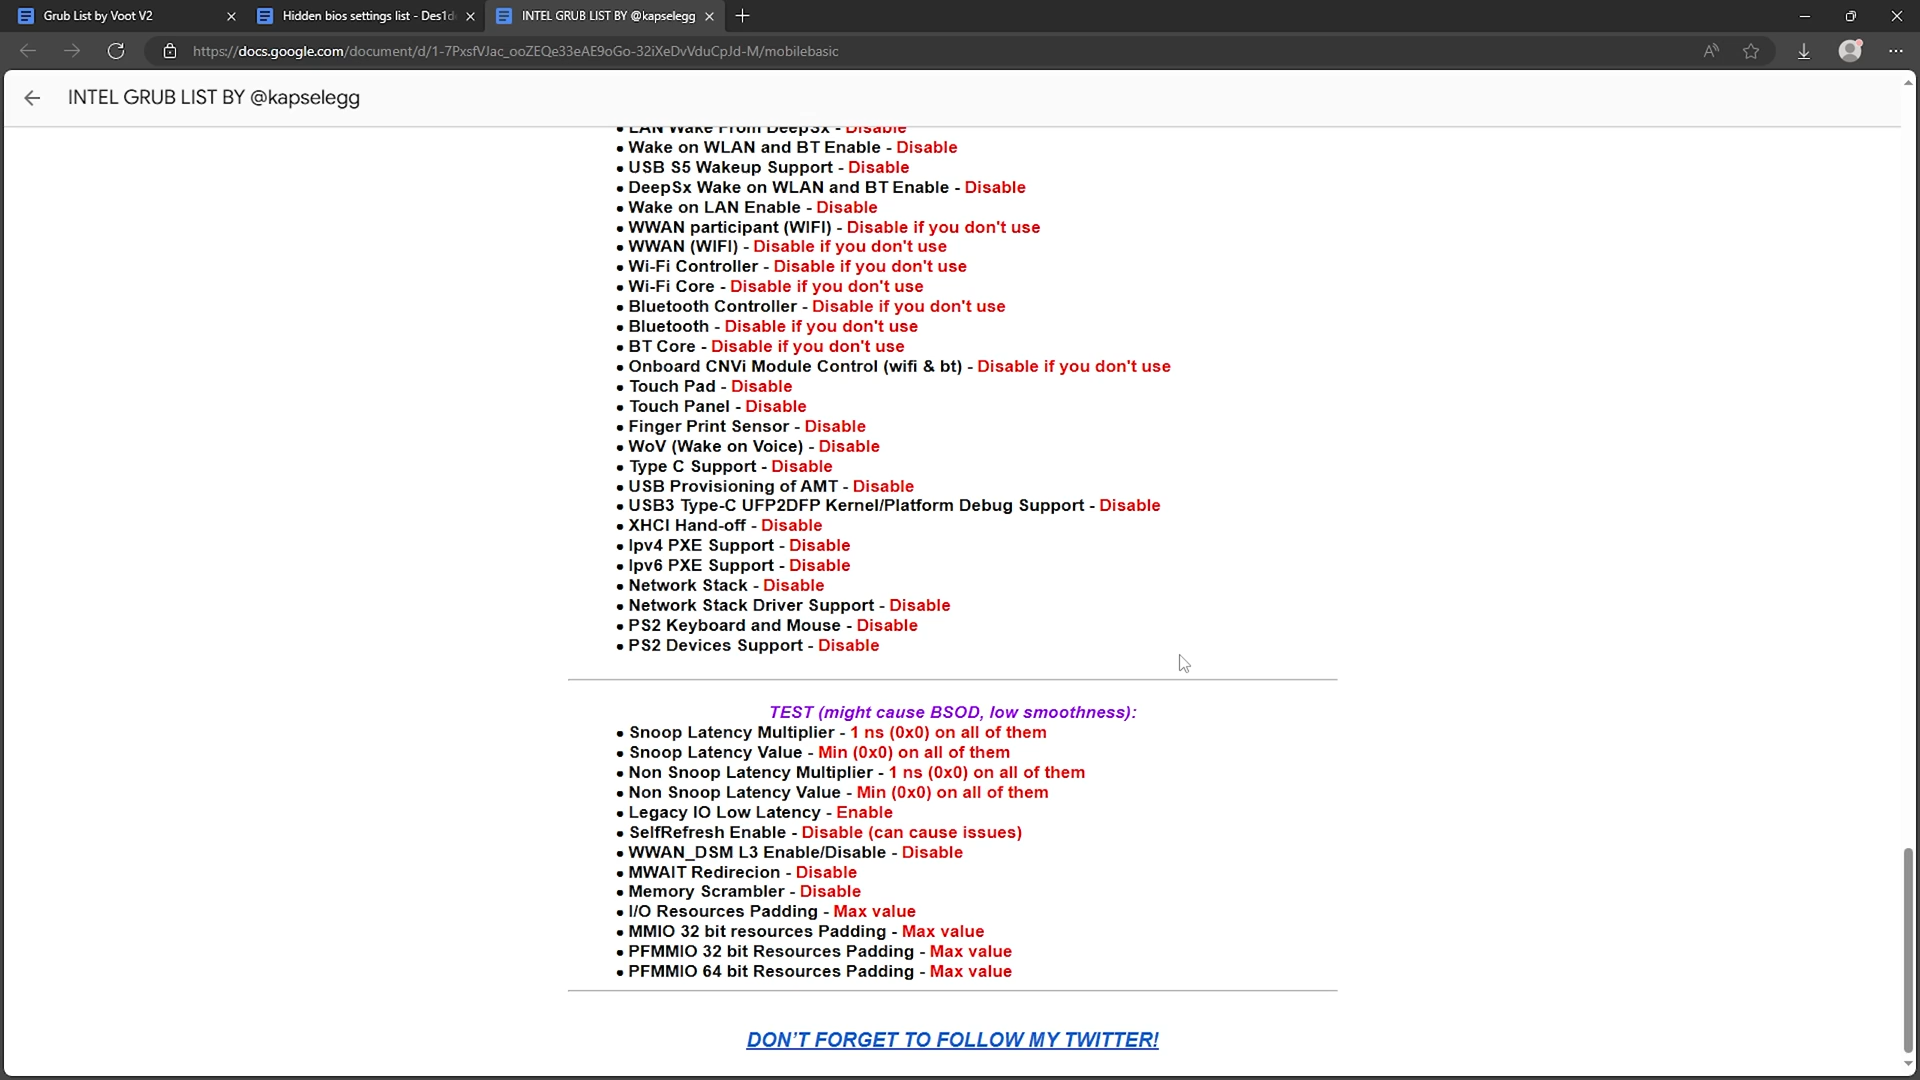 Grub List by Voot V2
Hidden bios settings list - Des1d
INTEL GRUB LIST BY @kapselegg
https://docs.google.com/document/d/1-7PxsfVJac_ooZEQe33eAE9oGo-32iXeDvVduCpJd-M/mobilebasic
INTEL GRUB LIST BY @kapselegg
• LAN Wake From DeepSx - Disable
• Wake on WLAN and BT Enable - Disable
• USB S5 Wakeup Support - Disable
• DeepSx Wake on WLAN and BT Enable - Disable
• Wake on LAN Enable - Disable
• WWAN participant (WIFI) - Disable if you don't use
• WWAN (WIFI) - Disable if you don't use
• Wi-Fi Controller - Disable if you don't use
• Wi-Fi Core - Disable if you don't use
• Bluetooth Controller - Disable if you don't use
• Bluetooth - Disable if you don't use
• BT Core - Disable if you don't use
• Onboard CNVi Module Control (wifi & bt) - Disable if you don't use
• Touch Pad - Disable
• Touch Panel - Disable
• Finger Print Sensor - Disable
• WoV (Wake on Voice) - Disable
• Type C Support - Disable
• USB Provisioning of AMT - Disable
• USB3 Type-C UFP2DFP Kernel/Platform Debug Support - Disable
• XHCI Hand-off - Disable
• Ipv4 PXE Support - Disable
• Ipv6 PXE Support - Disable
• Network Stack - Disable
• Network Stack Driver Support - Disable
• PS2 Keyboard and Mouse - Disable
• PS2 Devices Support - Disable
TEST (might cause BSOD, low smoothness):
• Snoop Latency Multiplier - 1 ns (0x0) on all of them
• Snoop Latency Value - Min (0x0) on all of them
• Non Snoop Latency Multiplier - 1 ns (0x0) on all of them
• Non Snoop Latency Value - Min (0x0) on all of them
• Legacy IO Low Latency - Enable
• SelfRefresh Enable - Disable (can cause issues)
• WWAN_DSM L3 Enable/Disable - Disable
• MWAIT Redirecion - Disable
• Memory Scrambler - Disable
• I/O Resources Padding - Max value
• MMIO 32 bit resources Padding - Max value
• PFMMIO 32 bit Resources Padding - Max value
• PFMMIO 64 bit Resources Padding - Max value
DON'T FORGET TO FOLLOW MY TWITTER!